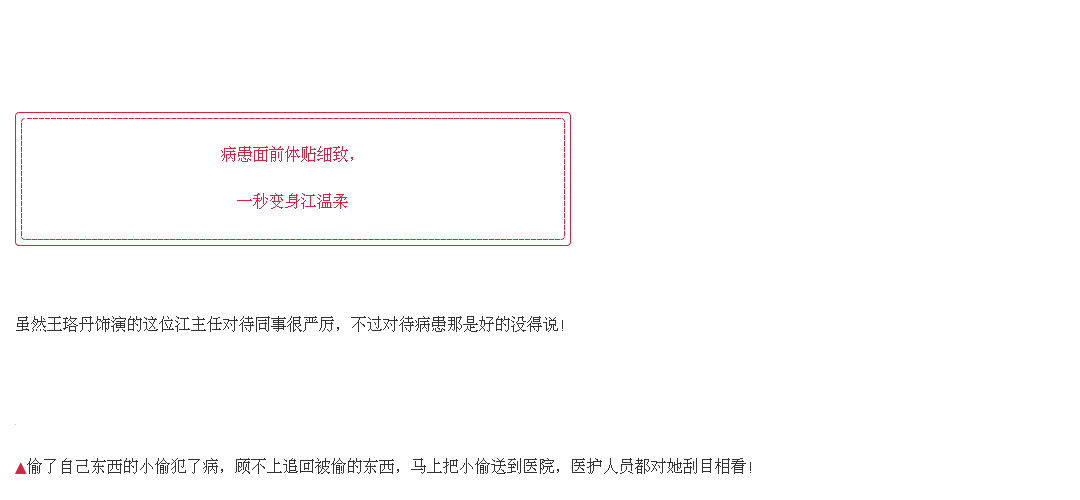 病患面前体贴细致，
一秒变身江温柔
虽然王珞丹饰演的这位江主任对待同事很严厉，不过对待病患那是好的没得说！
▲偷了自己东西的小偷犯了病，顾不上追回被偷的东西，马上把小偷送到医院，医护人员都对她刮目相看！